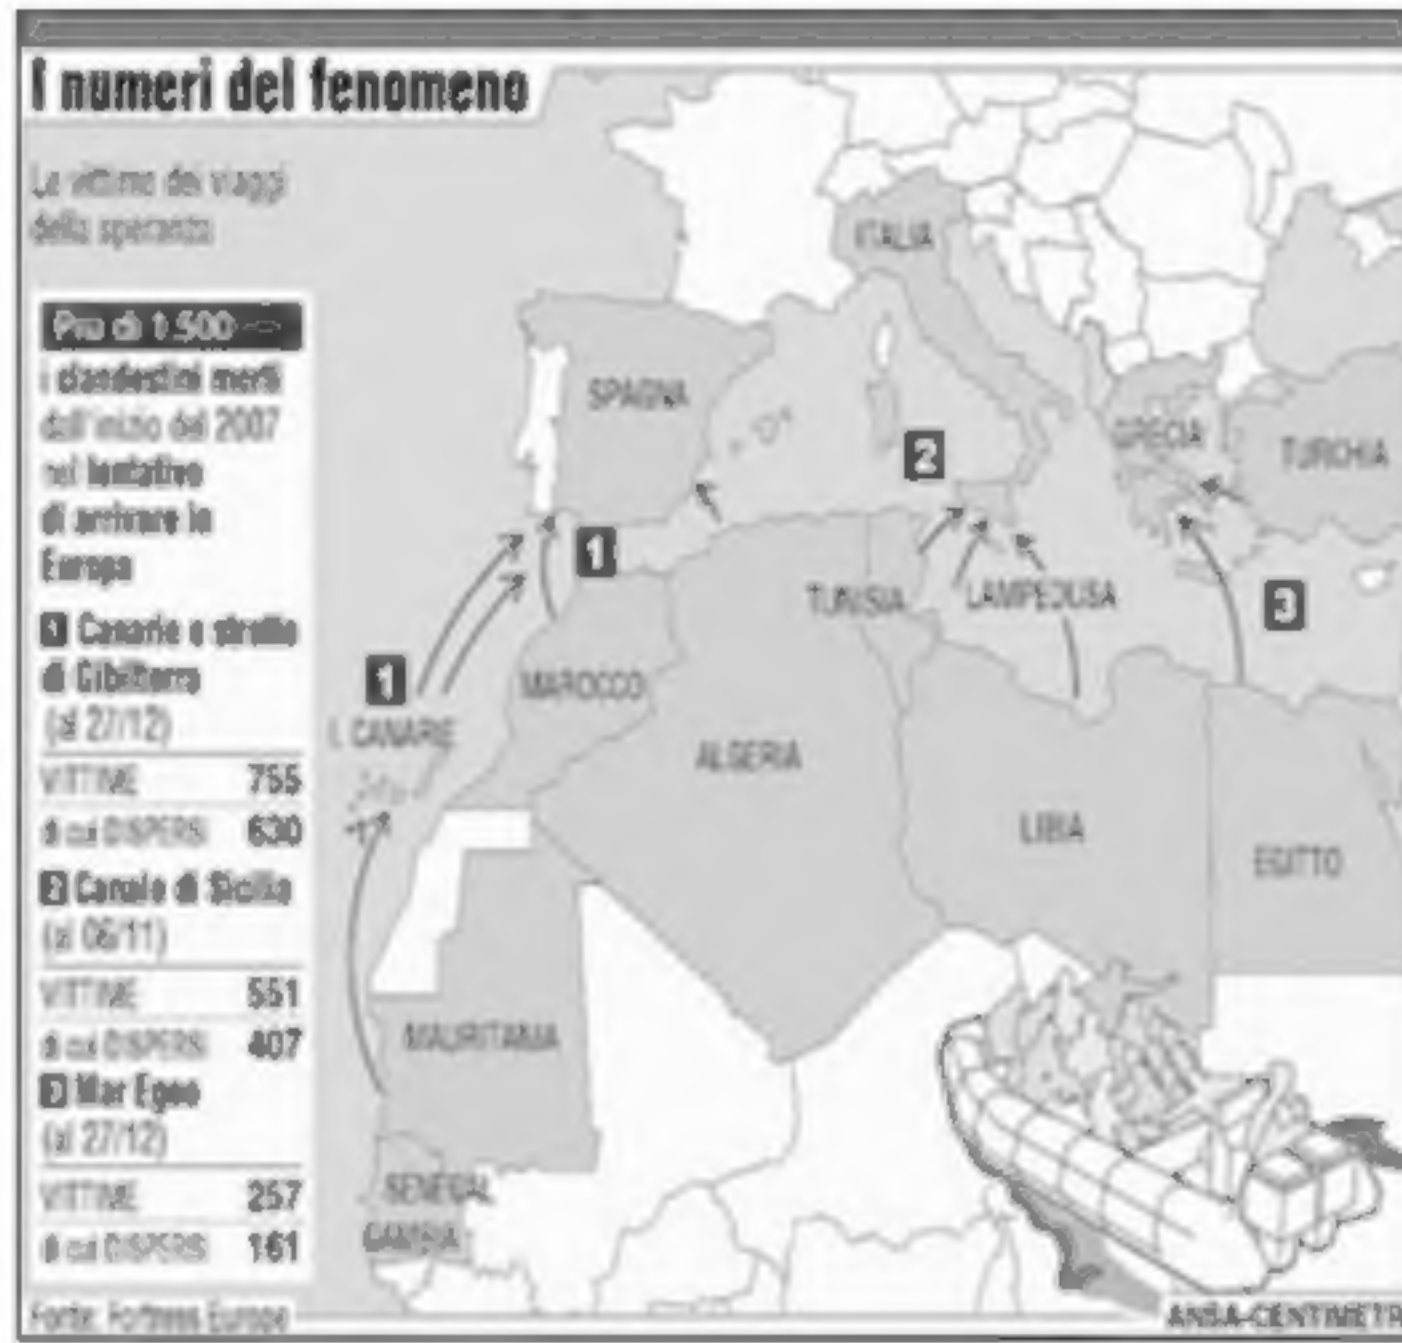 I numeri del fenomeno
Le vittime dei viaggi
della speranza
Più di 1.500
i clandestini morti
dall'inizio del 2007
nel tentativo
di arrivare in
Europa
1 Canarie e stretto
di Gibilterra
(al 27/12)
VITTIME 755
di cui DISPERSI 630
2 Canale di Sicilia
(al 06/11)
VITTIME 551
di cui DISPERSI 407
3 Mar Egeo
(al 27/12)
VITTIME 257
di cui DISPERSI 161
Fonte: Fortress Europe
ITALIA
SPAGNA
GRECIA
TURCHIA
2
1
TUNISIA
LAMPEDUSA
3
1
MAROCCO
I. CANARIE
ALGERIA
LIBIA
EGITTO
MAURITANIA
SENEGAL
GAMBIA
ANSA-CENTIMETR